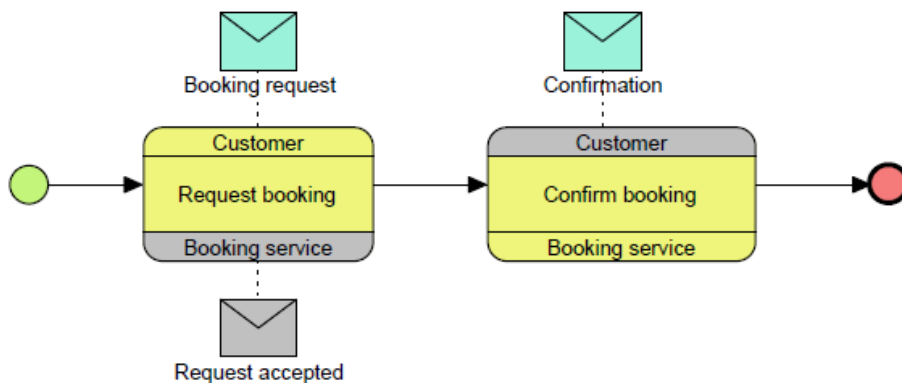 Booking request
Confirmation
Customer
Customer
Request booking
Confirm booking
Booking service
Booking service
Request accepted